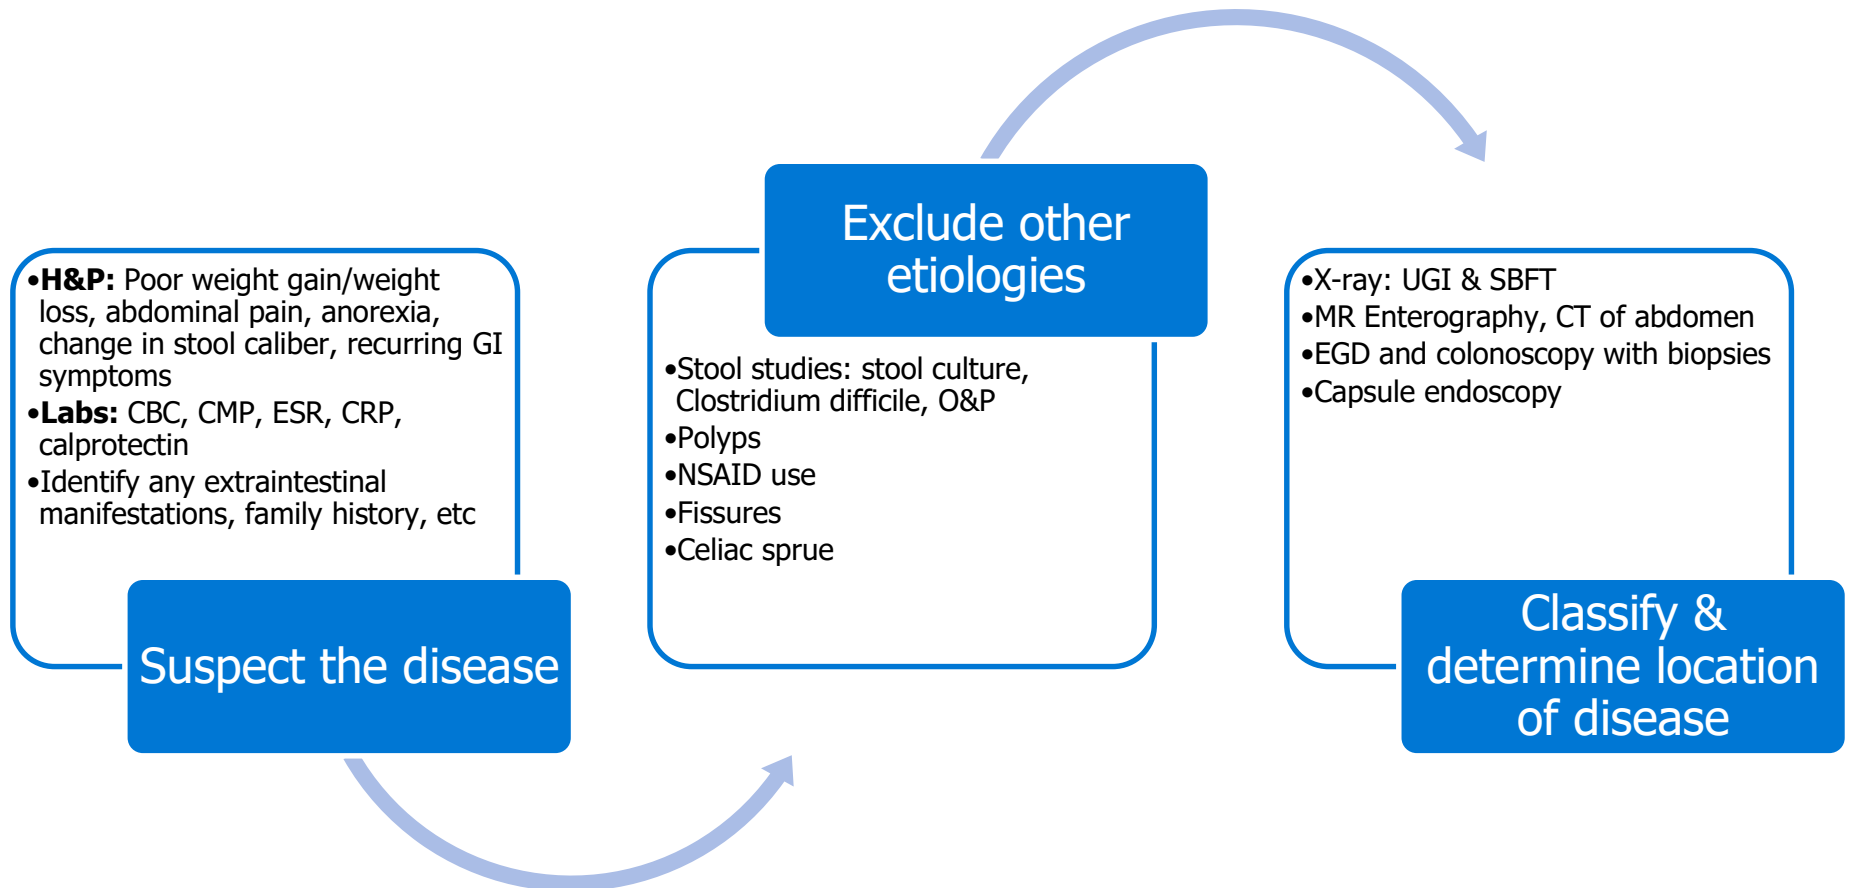 •H&P: Poor weight gain/weight
loss, abdominal pain, anorexia,
change in stool caliber, recurring GI
symptoms
•Labs: CBC, CMP, ESR, CRP,
calprotectin
•Identify any extraintestinal
manifestations, family history, etc
Suspect the disease
Exclude other
etiologies
•Stool studies: stool culture,
Clostridium difficile, O&P
•Polyps
•NSAID use
•Fissures
•Celiac sprue
•X-ray: UGI & SBFT
•MR Enterography, CT of abdomen
•EGD and colonoscopy with biopsies
•Capsule endoscopy
Classify &
determine location
of disease